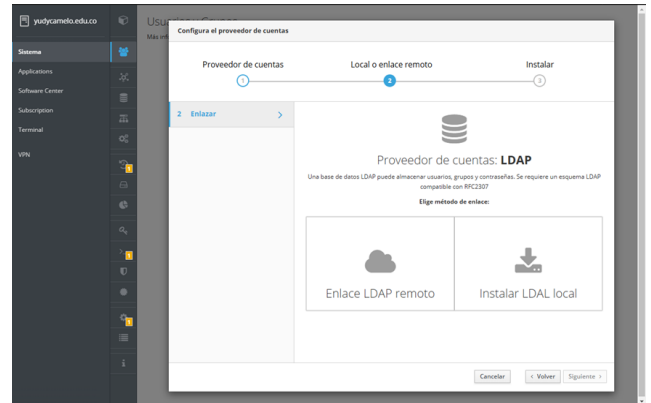 yudycamelo.edu.co
Sistema
Applications
Software Center
Subscription
Terminal
VPN
Configura el proveedor de cuentas
Proveedor de cuentas
Local o enlace remoto
Instalar
1
2
3
2 Enlazar
Proveedor de cuentas: LDAP
Una base de datos LDAP puede almacenar usuarios, grupos y contraseñas. Se requiere un esquema LDAP
compatible con RFC2307
Elige método de enlace:
Enlace LDAP remoto
Instalar LDAL local
Cancelar
< Volver
Siguiente >